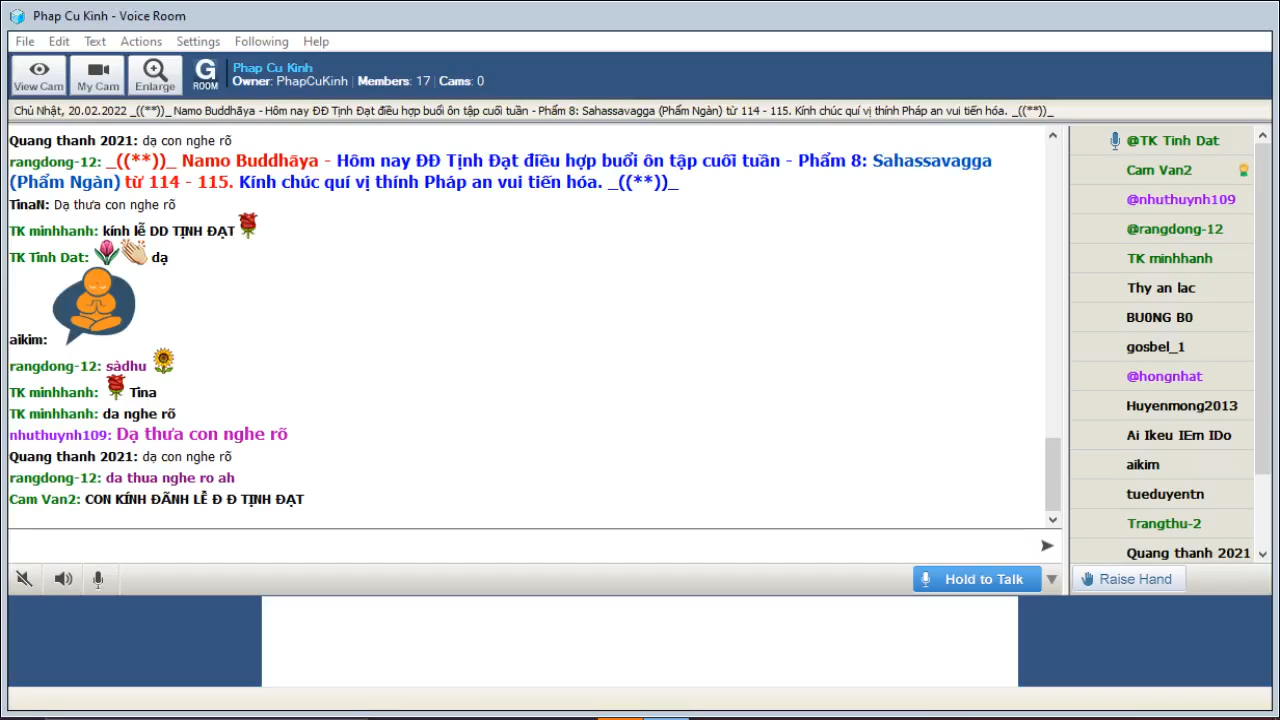 Phap Cu Kinh - Voice Room
File Edit Text Actions Settings Following Help
View Cam My Cam Enlarge G ROOM
Phap Cu Kinh
Owner: PhapCuKinh | Members: 17 | Cams: 0
Chủ Nhật, 20.02.2022 _((**))_ Namo Buddhāya - Hôm nay ĐĐ Tịnh Đạt điều hợp buổi ôn tập cuối tuần - Phẩm 8: Sahassavagga (Phẩm Ngàn) từ 114 - 115. Kính chúc quí vị thính Pháp an vui tiến hóa. _((**))_
Quang thanh 2021: dạ con nghe rõ
rangdong-12: _((**))_ Namo Buddhāya - Hôm nay ĐĐ Tịnh Đạt điều hợp buổi ôn tập cuối tuần - Phẩm 8: Sahassavagga
(Phẩm Ngàn) từ 114 - 115. Kính chúc quí vị thính Pháp an vui tiến hóa. _((**))_
TinaN: Dạ thưa con nghe rõ
TK minhhanh: kính lễ DD TỊNH ĐẠT
TK Tinh Dat: dạ
aikim:
rangdong-12: sàdhu
TK minhhanh: Tina
TK minhhanh: da nghe rõ
nhuthuynh109: Dạ thưa con nghe rõ
Quang thanh 2021: dạ con nghe rõ
rangdong-12: da thua nghe ro ah
Cam Van2: CON KÍNH ĐÃNH LỄ Đ Đ TỊNH ĐẠT
@TK Tinh Dat
Cam Van2
@nhuthuynh109
@rangdong-12
TK minhhanh
Thy an lac
BU0NG B0
gosbel_1
@hongnhat
Huyenmong2013
Ai Ikeu IEm IDo
aikim
tueduyentn
Trangthu-2
Quang thanh 2021
Hold to Talk
Raise Hand